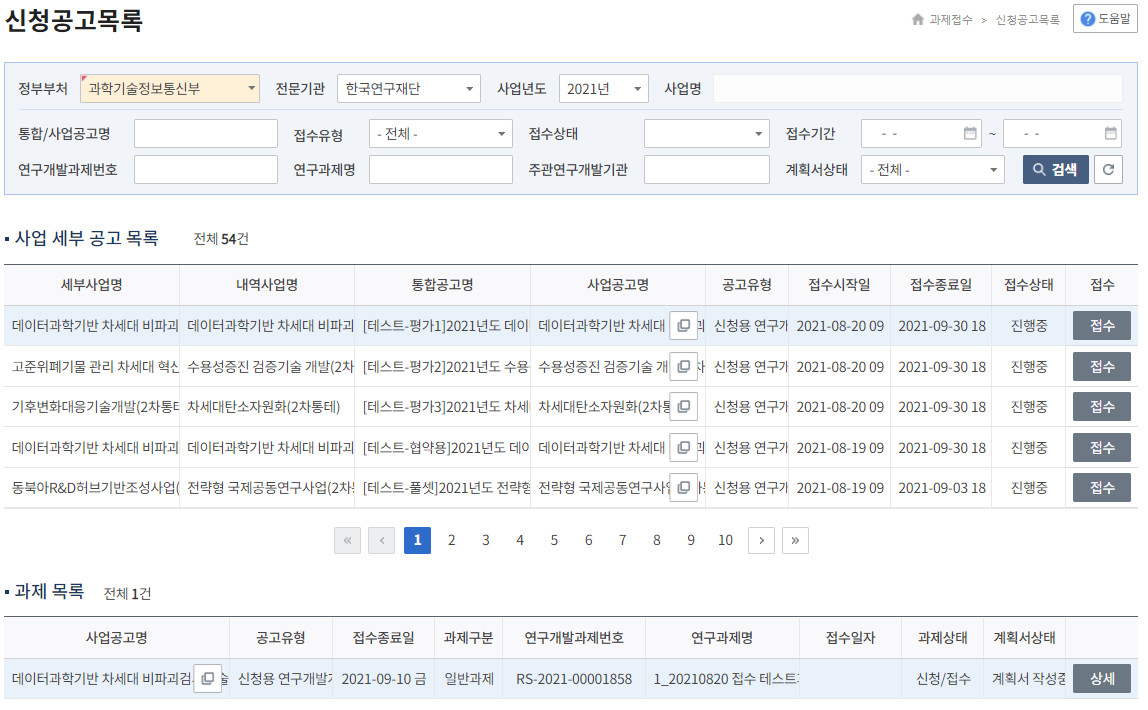 신청공고목록
과제접수 > 신청공고목록 ? 도움말
정부부처 과학기술정보통신부 전문기관 한국연구재단 사업년도 2021년 사업명
통합/사업공고명 접수유형 - 전체 - 접수상태 접수기간 - - ~ - -
연구개발과제번호 연구과제명 주관연구개발기관 계획서상태 - 전체 - 검색
사업 세부 공고 목록 전체 54건
세부사업명 내역사업명 통합공고명 사업공고명 공고유형 접수시작일 접수종료일 접수상태 접수
데이터과학기반 차세대 비파괴 데이터과학기반 차세대 비파괴 [테스트-평가1]2021년도 데이 데이터과학기반 차세대 신청용 연구개 2021-08-20 09 2021-09-30 18 진행중 접수
고준위폐기물 관리 차세대 혁신 수용성증진 검증기술 개발(2차 [테스트-평가2]2021년도 수용 수용성증진 검증기술 개 신청용 연구개 2021-08-20 09 2021-09-30 18 진행중 접수
기후변화대응기술개발(2차통테 차세대탄소자원화(2차통테) [테스트-평가3]2021년도 차세 차세대탄소자원화(2차통 신청용 연구개 2021-08-20 09 2021-09-30 18 진행중 접수
데이터과학기반 차세대 비파괴 데이터과학기반 차세대 비파괴 [테스트-협약용]2021년도 데이 데이터과학기반 차세대 신청용 연구개 2021-08-19 09 2021-09-30 18 진행중 접수
동북아R&D허브기반조성사업( 전략형 국제공동연구사업(2차 [테스트-풀셋]2021년도 전략형 전략형 국제공동연구사업 신청용 연구개 2021-08-19 09 2021-09-03 18 진행중 접수
« ‹ 1 2 3 4 5 6 7 8 9 10 › »
과제 목록 전체 1건
사업공고명 공고유형 접수종료일 과제구분 연구개발과제번호 연구과제명 접수일자 과제상태 계획서상태
데이터과학기반 차세대 비파괴검 술 신청용 연구개발기 2021-09-10 금 일반과제 RS-2021-00001858 1_20210820 접수 테스트 신청/접수 계획서 작성중 상세